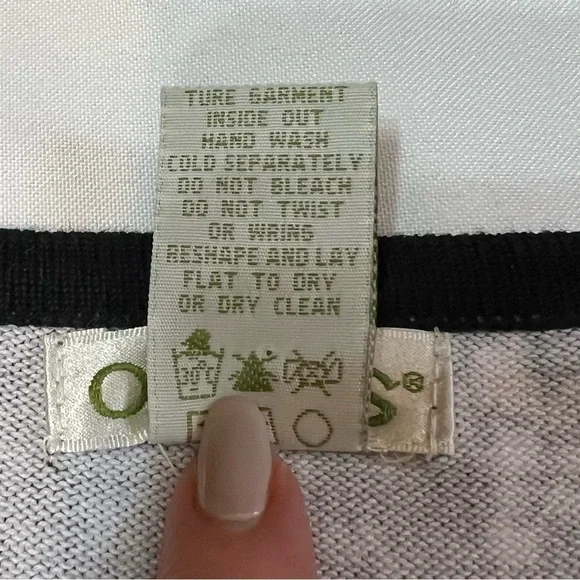 TURE GARMENT
INSIDE OUT
HAND WASH
COLD SEPARATELY
DO NOT BLEACH
DO NOT TWIST
OR WRING
RESHAPE AND LAY
FLAT TO DRY
OR DRY CLEAN
O S®